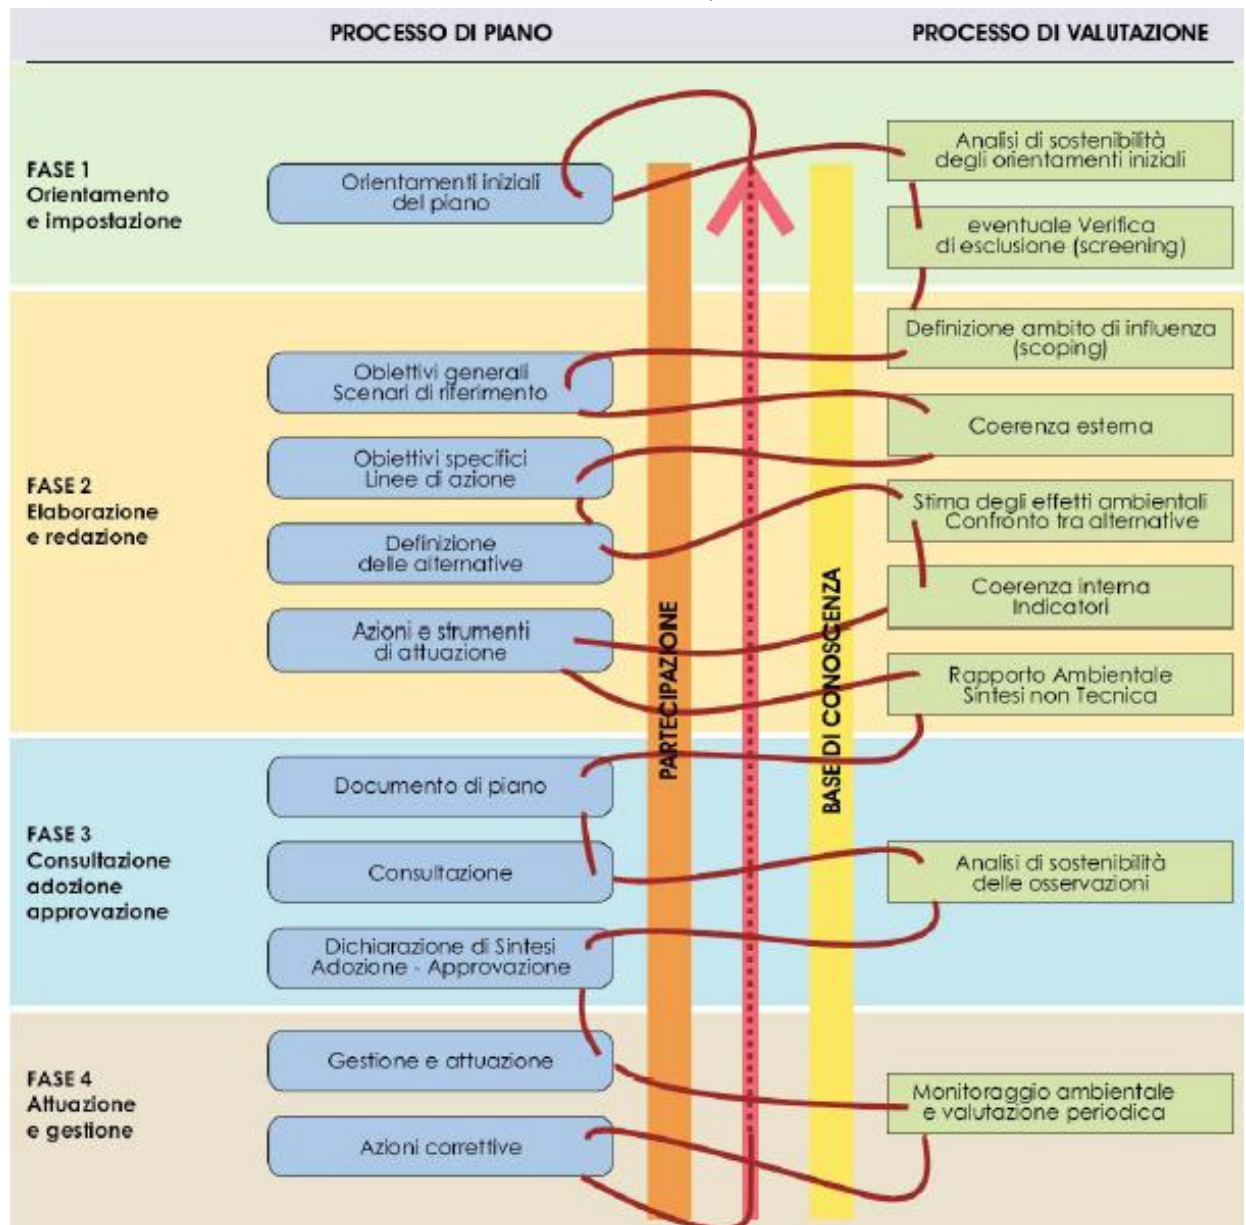 PROCESSO DI PIANO
PROCESSO DI VALUTAZIONE
FASE 1
Orientamento
e impostazione
Orientamenti iniziali
del piano
Analisi di sostenibilità
degli orientamenti iniziali
eventuale Verifica
di esclusione (screening)
FASE 2
Elaborazione
e redazione
Obiettivi generali
Scenari di riferimento
Obiettivi specifici
Linee di azione
Definizione
delle alternative
Azioni e strumenti
di attuazione
Definizione ambito di influenza
(scoping)
Coerenza esterna
Stima degli effetti ambientali
Confronto tra alternative
Coerenza interna
Indicatori
Rapporto Ambientale
Sintesi non Tecnica
PARTECIPAZIONE
BASE DI CONOSCENZA
FASE 3
Consultazione
adozione
approvazione
Documento di piano
Consultazione
Dichiarazione di Sintesi
Adozione - Approvazione
Analisi di sostenibilità
delle osservazioni
FASE 4
Attuazione
e gestione
Gestione e attuazione
Azioni correttive
Monitoraggio ambientale
e valutazione periodica